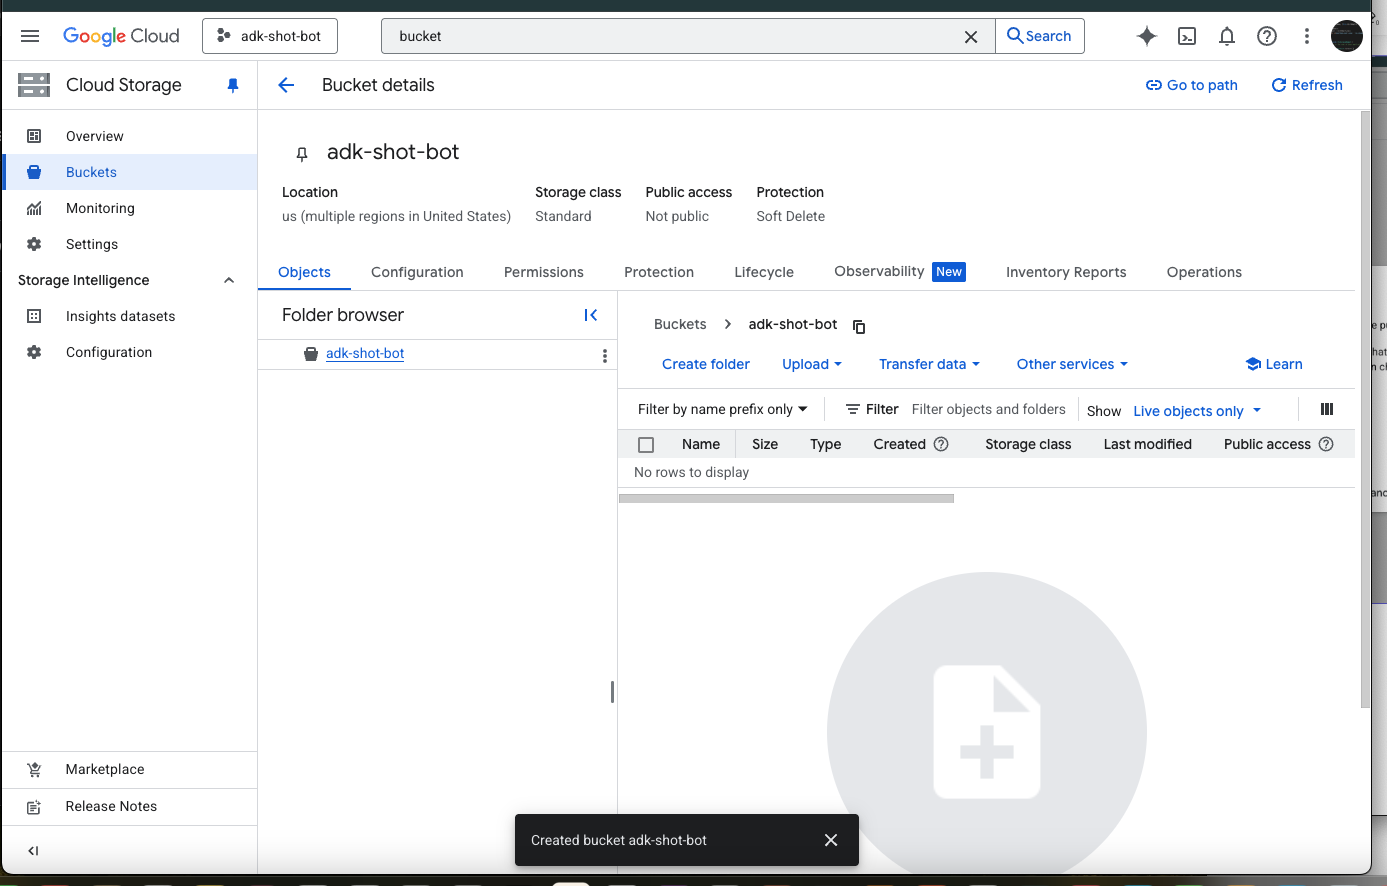 Google Cloud
adk-shot-bot
bucket
Search
Cloud Storage
Bucket details
Go to path
Refresh
Overview
Buckets
Monitoring
Settings
Storage Intelligence
Insights datasets
Configuration
Marketplace
Release Notes
adk-shot-bot
Location
Storage class
Public access
Protection
us (multiple regions in United States)
Standard
Not public
Soft Delete
Objects
Configuration
Permissions
Protection
Lifecycle
Observability New
Inventory Reports
Operations
Folder browser
adk-shot-bot
Buckets > adk-shot-bot
Create folder
Upload
Transfer data
Other services
Learn
Filter by name prefix only
Filter
Filter objects and folders
Show
Live objects only
Name
Size
Type
Created
Storage class
Last modified
Public access
No rows to display
Created bucket adk-shot-bot